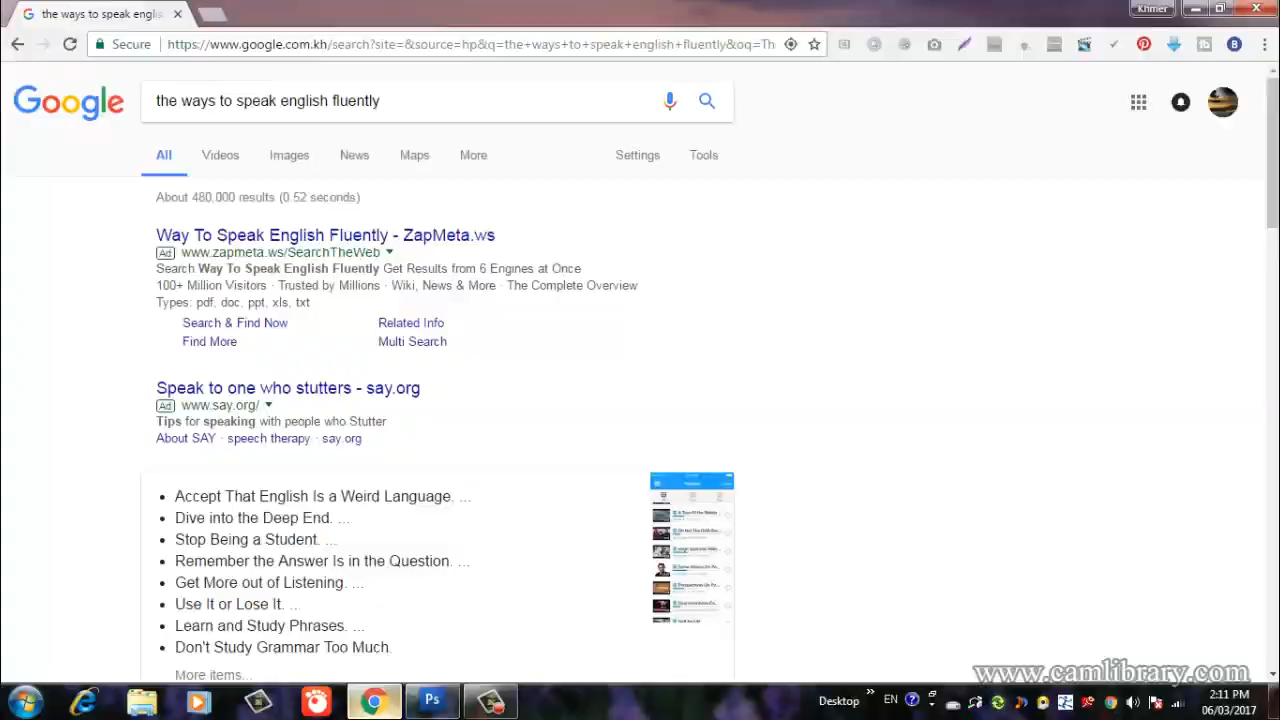 the ways to speak englis
Khmer
Secure
https://www.google.com.kh/search?site=&source=hp&q=the+ways+to+speak+english+fluently&oq=Th
Google
the ways to speak english fluently
All Videos Images News Maps More Settings Tools
About 480,000 results (0.52 seconds)
Way To Speak English Fluently - ZapMeta.ws
Ad www.zapmeta.ws/SearchTheWeb
Search Way To Speak English Fluently Get Results from 6 Engines at Once
100+ Million Visitors · Trusted by Millions · Wiki, News & More · The Complete Overview
Types: pdf, doc, ppt, xls, txt
Search & Find Now Related Info
Find More Multi Search
Speak to one who stutters - say.org
Ad www.say.org/
Tips for speaking with people who Stutter
About SAY · speech therapy · say.org
Accept That English Is a Weird Language. ...
Dive into the Deep End. ...
Stop Being a Student. ...
Remember the Answer Is in the Question. ...
Get More out of Listening. ...
Use It or Lose It. ...
Learn and Study Phrases. ...
Don't Study Grammar Too Much.
More items...
www.camlibrary.com
Ps
Desktop
EN
2:11 PM
06/03/2017